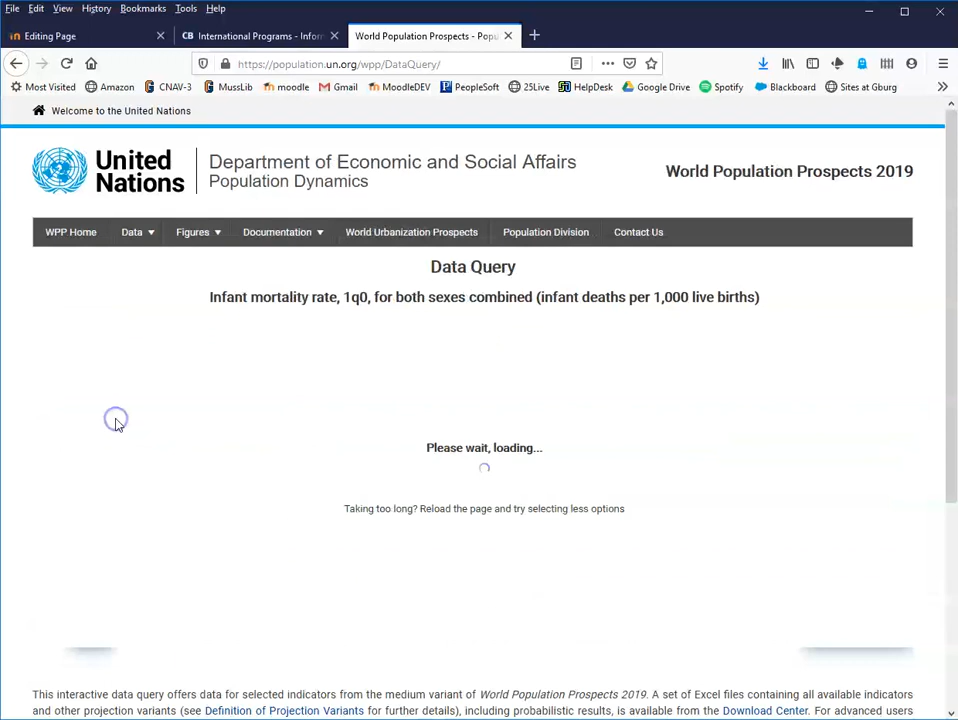 File Edit View History Bookmarks Tools Help
Editing Page
CB International Programs - Inform
World Population Prospects - Popu
https://population.un.org/wpp/DataQuery/
Most Visited Amazon CNAV-3 MussLib moodle Gmail MoodleDEV PeopleSoft 25Live HelpDesk Google Drive Spotify Blackboard Sites at Gburg
Welcome to the United Nations
United Nations
Department of Economic and Social Affairs
Population Dynamics
World Population Prospects 2019
WPP Home Data Figures Documentation World Urbanization Prospects Population Division Contact Us
Data Query
Infant mortality rate, 1q0, for both sexes combined (infant deaths per 1,000 live births)
Please wait, loading...
Taking too long? Reload the page and try selecting less options
This interactive data query offers data for selected indicators from the medium variant of World Population Prospects 2019. A set of Excel files containing all available indicators
and other projection variants (see Definition of Projection Variants for further details), including probabilistic results, is available from the Download Center. For advanced users